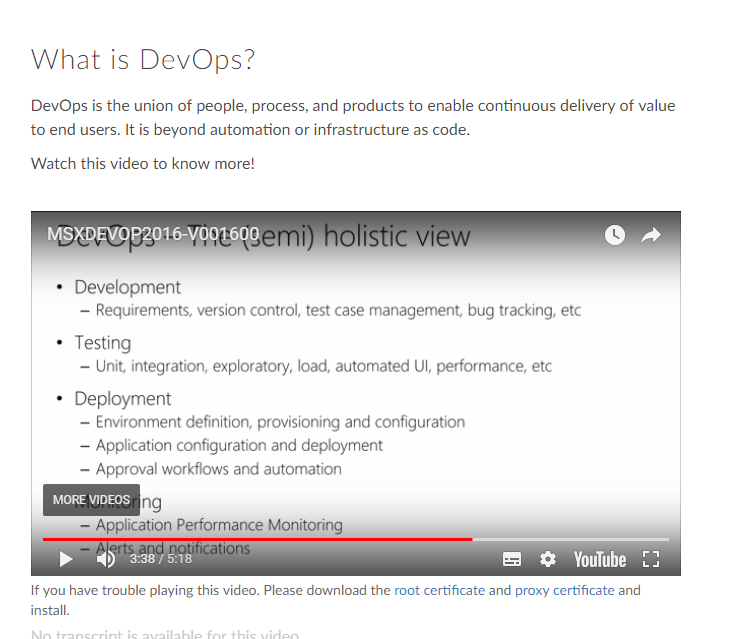 What is DevOps?
DevOps is the union of people, process, and products to enable continuous delivery of value
to end users. It is beyond automation or infrastructure as code.
Watch this video to know more!
MSXDEVOP2016-V001600
DevOps – The (semi) holistic view
• Development
– Requirements, version control, test case management, bug tracking, etc
• Testing
– Unit, integration, exploratory, load, automated UI, performance, etc
• Deployment
– Environment definition, provisioning and configuration
– Application configuration and deployment
– Approval workflows and automation
MORE VIDEOS
Monitoring
– Application Performance Monitoring
– Alerts and notifications
3:38 / 5:18
YouTube
If you have trouble playing this video. Please download the root certificate and proxy certificate and
install.
No transcript is available for this video